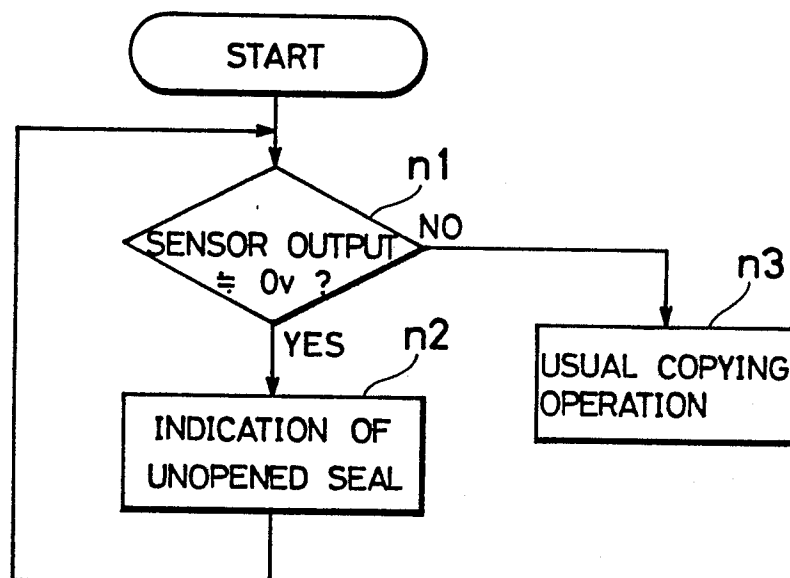 START
n1
SENSOR OUTPUT
≒ 0v ?
NO
YES
n2
n3
INDICATION OF
UNOPENED SEAL
USUAL COPYING
OPERATION